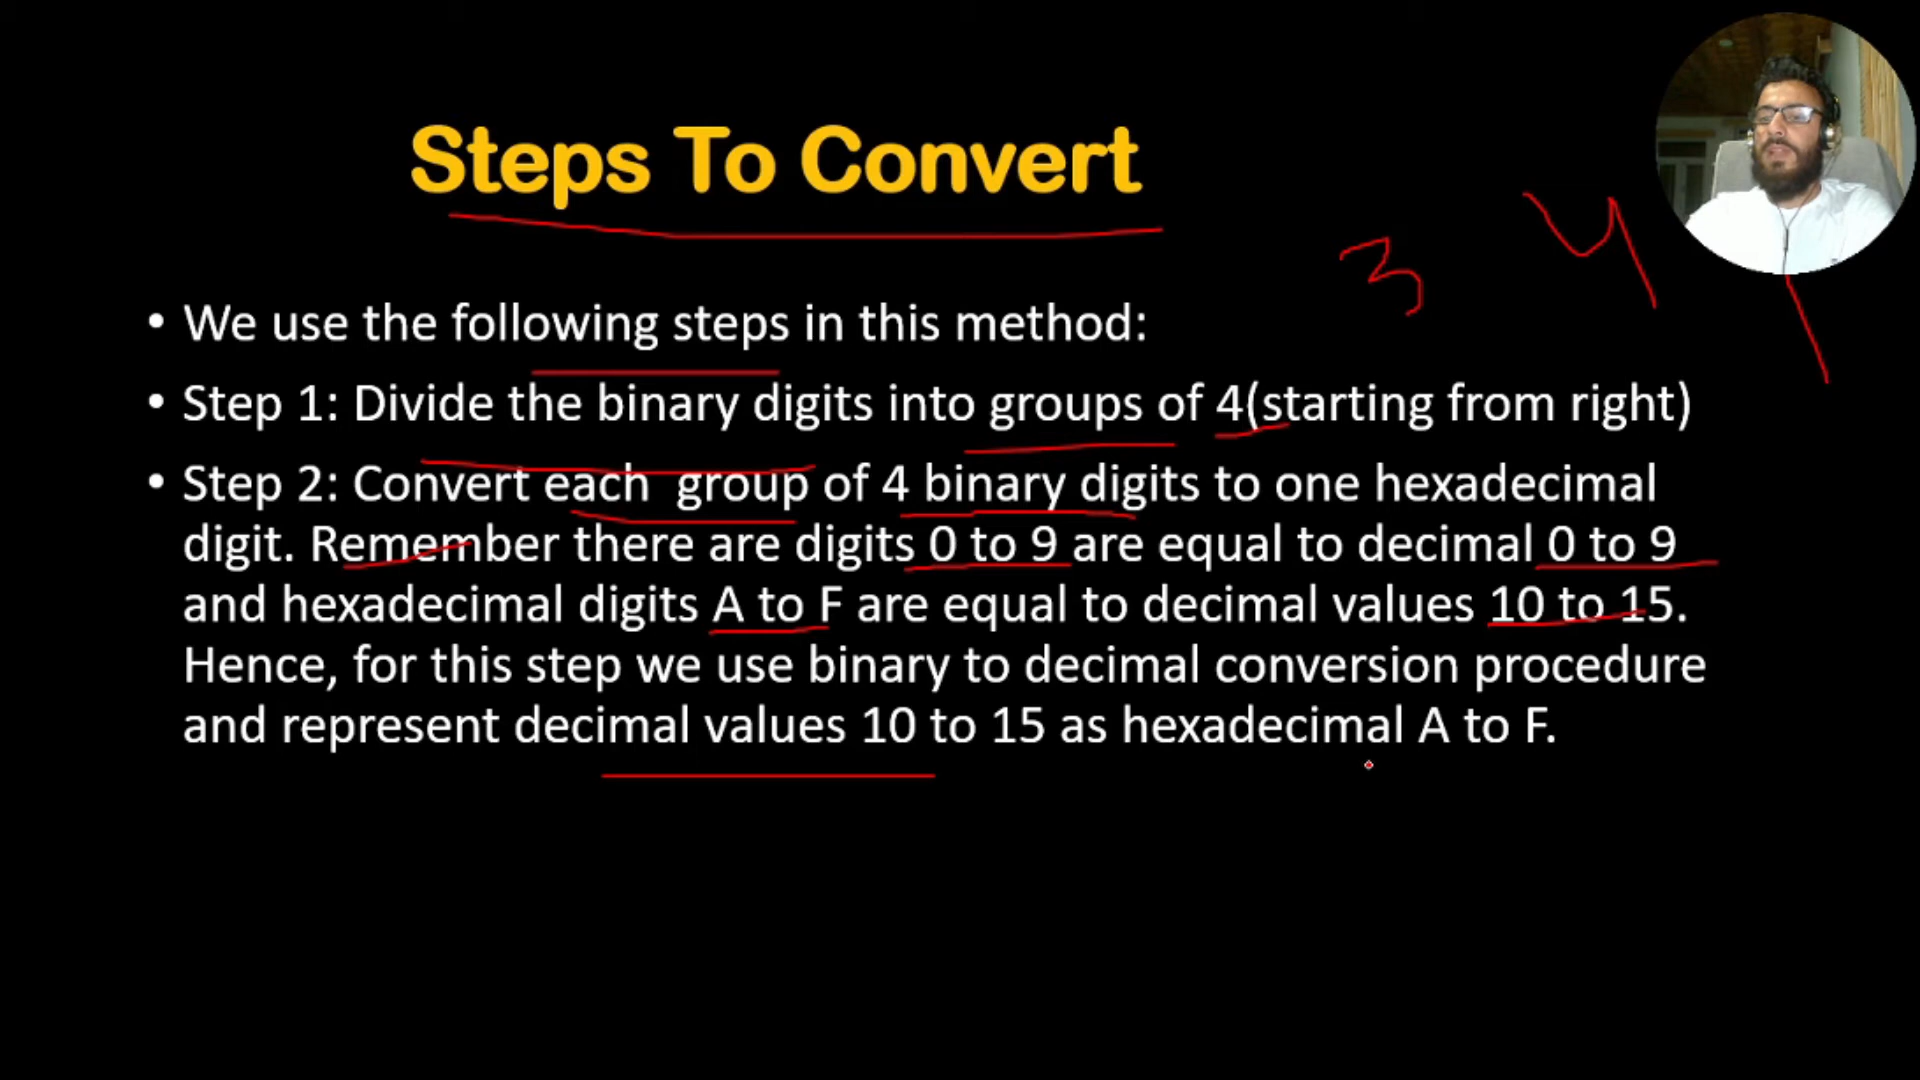 Steps To Convert
3 4
• We use the following steps in this method:
• Step 1: Divide the binary digits into groups of 4(starting from right)
• Step 2: Convert each group of 4 binary digits to one hexadecimal
digit. Remember there are digits 0 to 9 are equal to decimal 0 to 9
and hexadecimal digits A to F are equal to decimal values 10 to 15.
Hence, for this step we use binary to decimal conversion procedure
and represent decimal values 10 to 15 as hexadecimal A to F.